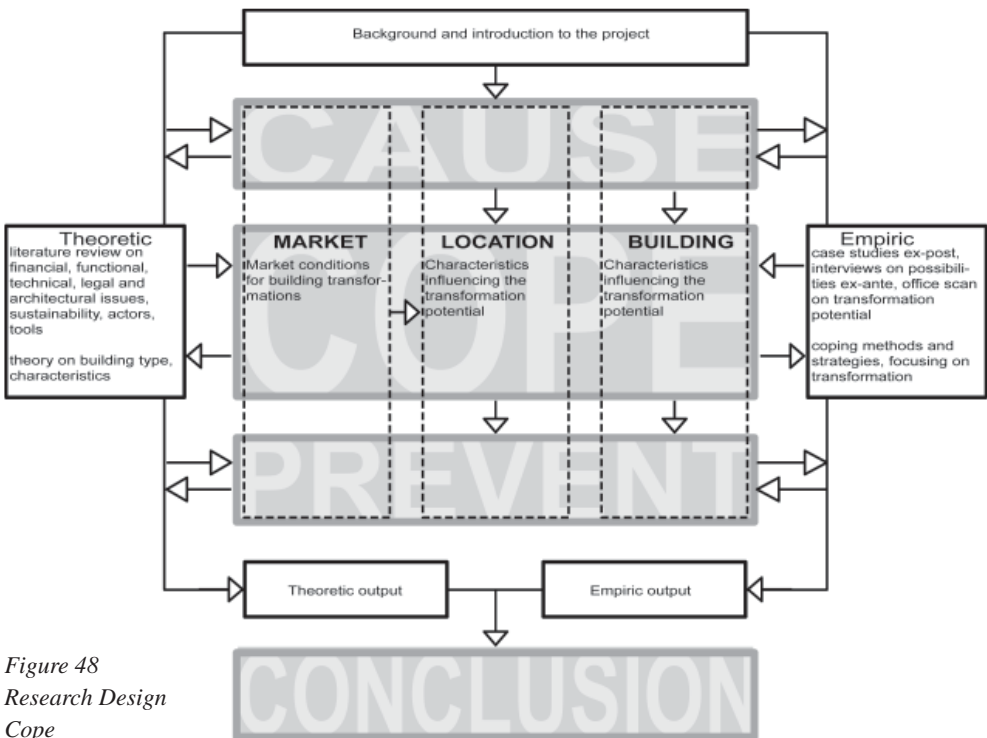 Background and introduction to the project
CAUSE
Theoretic
literature review on
financial, functional,
technical, legal and
architectural issues,
sustainability, actors,
tools
theory on building type,
characteristics
MARKET
Market conditions
for building transfor-
mations
LOCATION
Characteristics
influencing the
transformation
potential
BUILDING
Characteristics
influencing the
transformation
potential
COPE
Empiric
case studies ex-post,
interviews on possibili-
ties ex-ante, office scan
on transformation
potential
coping methods and
strategies, focusing on
transformation
PREVENT
Theoretic output
Empiric output
CONCLUSION
Figure 48
Research Design
Cope